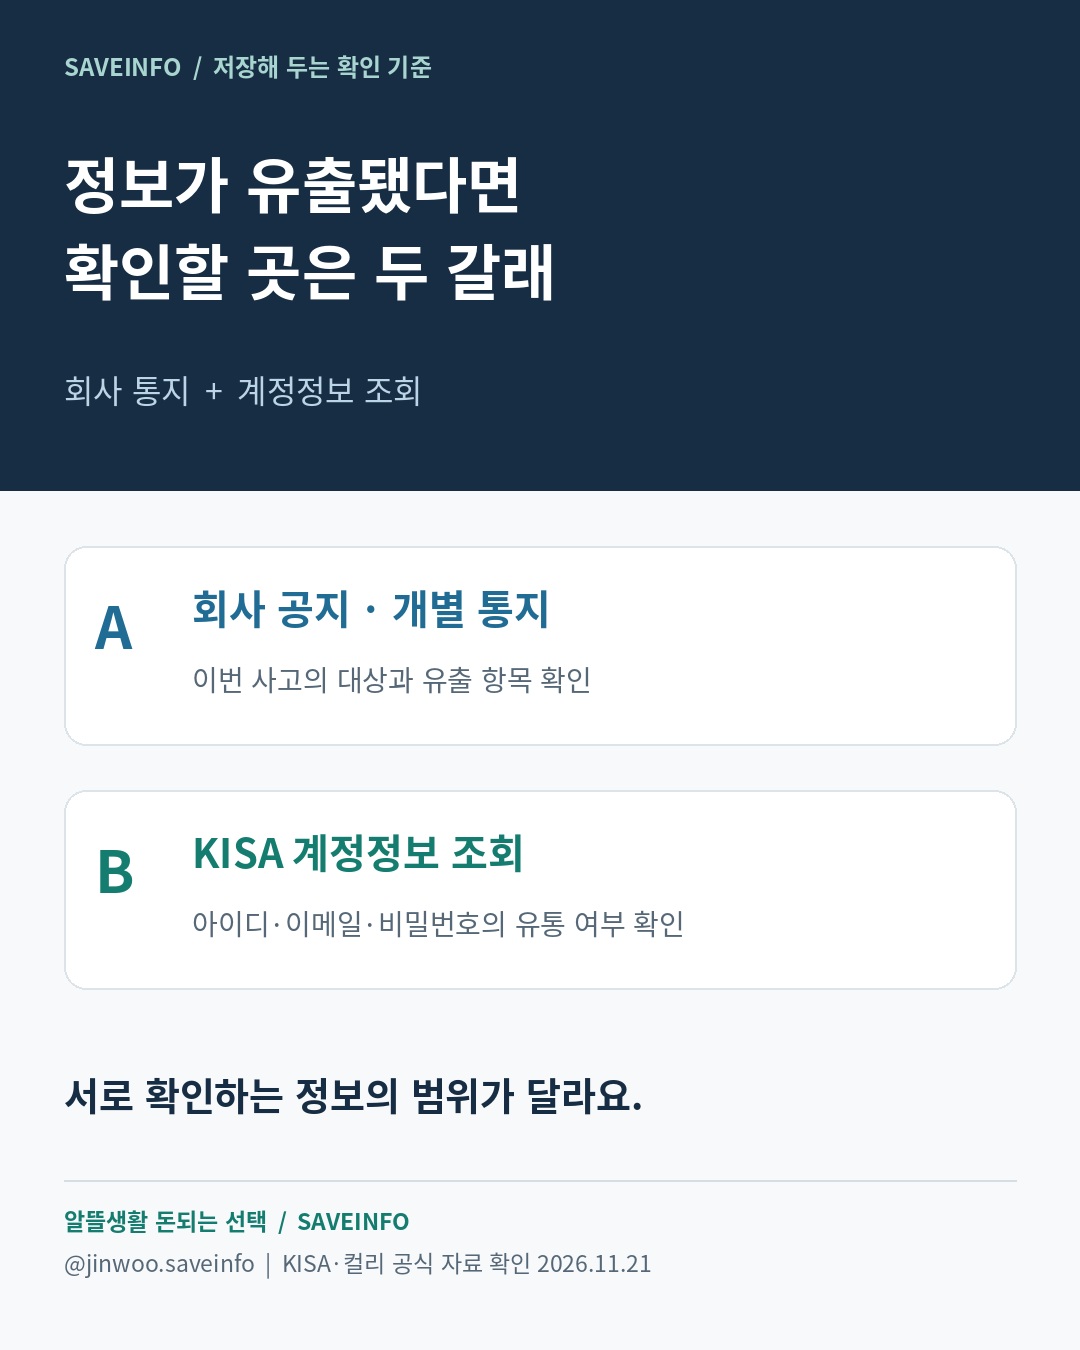 SAVEINFO / 저장해 두는 확인 기준
정보가 유출됐다면
확인할 곳은 두 갈래
회사 통지 + 계정정보 조회
A
회사 공지 · 개별 통지
이번 사고의 대상과 유출 항목 확인
B
KISA 계정정보 조회
아이디·이메일·비밀번호의 유통 여부 확인
서로 확인하는 정보의 범위가 달라요.
알뜰생활 돈되는 선택 / SAVEINFO
@jinwoo.saveinfo | KISA·컬리 공식 자료 확인 2026.11.21